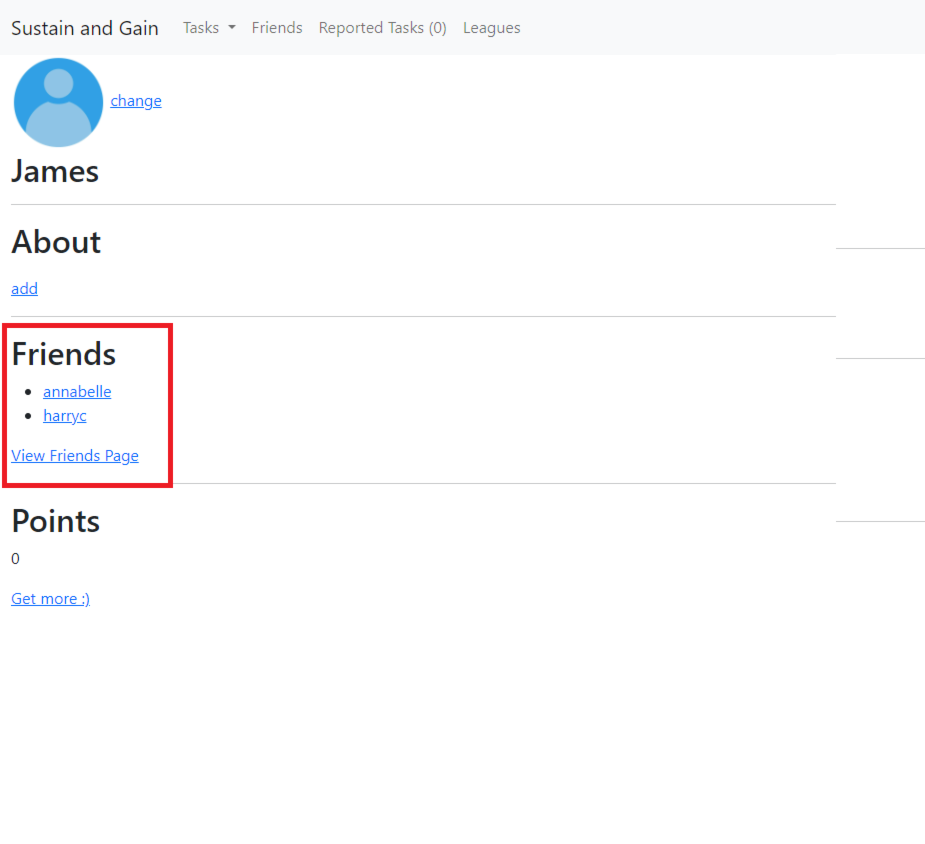 Sustain and Gain Tasks Friends Reported Tasks (0) Leagues
change
James
About
add
Friends
annabelle
harryc
View Friends Page
Points
0
Get more :)